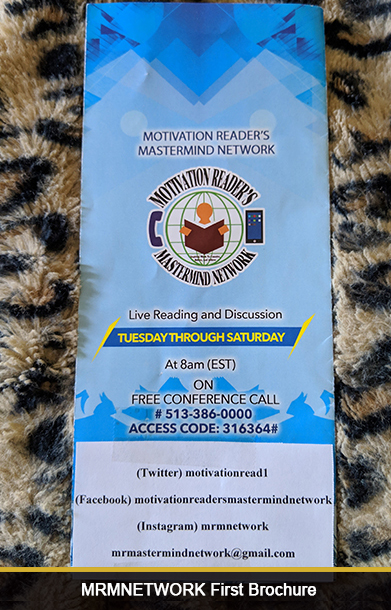 MOTIVATION READER'S
MASTERMIND NETWORK
MOTIVATION READER'S
MASTERMIND NETWORK
Live Reading and Discussion
TUESDAY THROUGH SATURDAY
At 8am (EST)
ON
FREE CONFERENCE CALL
# 513-386-0000
ACCESS CODE: 316364#
(Twitter) motivationread1
(Facebook) motivationreadersmastermindnetwork
(Instagram) mrmnetwork
mrmastermindnetwork@gmail.com
MRMNETWORK First Brochure